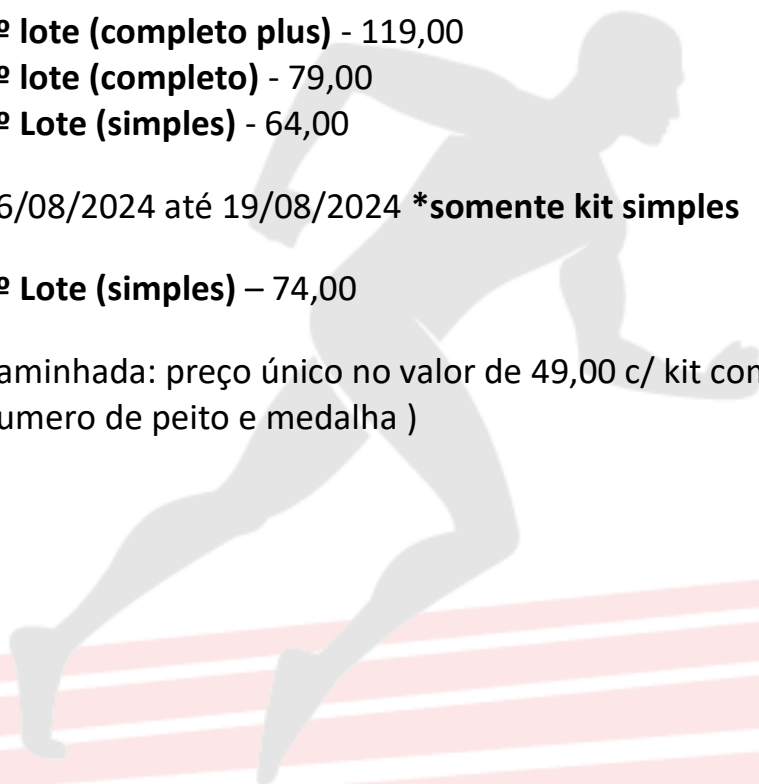 º lote (completo plus) - 119,00
º lote (completo) - 79,00
º Lote (simples) - 64,00
6/08/2024 até 19/08/2024 *somente kit simples
º Lote (simples) – 74,00
aminhada: preço único no valor de 49,00 c/ kit com
umero de peito e medalha )